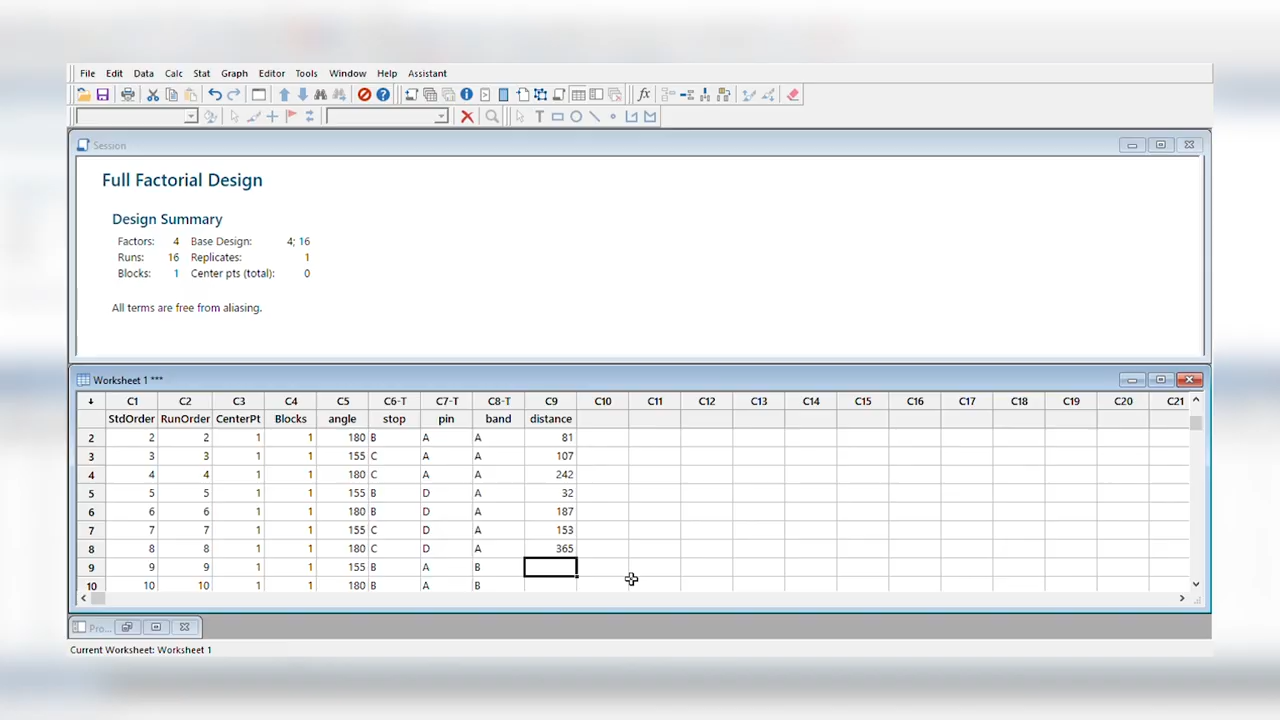 File Edit Data Calc Stat Graph Editor Tools Window Help Assistant
Session
Full Factorial Design
Design Summary
Factors: 4 Base Design: 4; 16
Runs: 16 Replicates: 1
Blocks: 1 Center pts (total): 0
All terms are free from aliasing.
Worksheet 1 ***
C1 C2 C3 C4 C5 C6-T C7-T C8-T C9 C10 C11 C12 C13 C14 C15 C16 C17 C18 C19 C20 C21
StdOrder RunOrder CenterPt Blocks angle stop pin band distance
2 2 2 1 1 180 B A A 81
3 3 3 1 1 155 C A A 107
4 4 4 1 1 180 C A A 242
5 5 5 1 1 155 B D A 32
6 6 6 1 1 180 B D A 187
7 7 7 1 1 155 C D A 153
8 8 8 1 1 180 C D A 365
9 9 9 1 1 155 B A B
10 10 10 1 1 180 B A B
Pro...
Current Worksheet: Worksheet 1